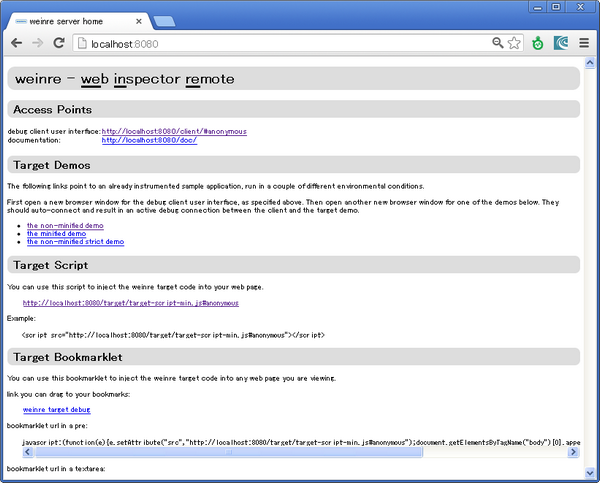 weinre server home
localhost:8080
weinre - web inspector remote
Access Points
debug client user interface: http://localhost:8080/client/#anonymous
documentation: http://localhost:8080/doc/
Target Demos
The following links point to an already instrumented sample application, run in a couple of different environmental conditions.
First open a new browser window for the debug client user interface, as specified above. Then open another new browser window for one of the demos below. They
should auto-connect and result in an active debug connection between the client and the target demo.
the non-minified demo
the minified demo
the non-minified strict demo
Target Script
You can use this script to inject the weinre target code into your web page.
http://localhost:8080/target/target-script-min.js#anonymous
Example:
<script src="http://localhost:8080/target/target-script-min.js#anonymous"></script>
Target Bookmarklet
You can use this bookmarklet to inject the weinre target code into any web page you are viewing.
link you can drag to your bookmarks:
weinre target debug
bookmarklet url in a pre:
javascript:(function(e){e.setAttribute("src","http://localhost:8080/target/target-script-min.js#anonymous");document.getElementsByTagName("body")[0].appe
bookmarklet url in a textarea: